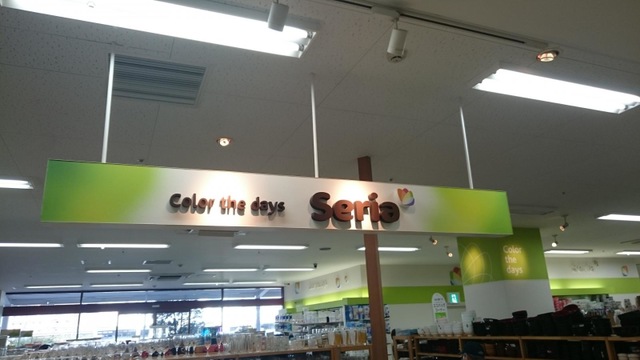 Color the days Seria
Color
the
days